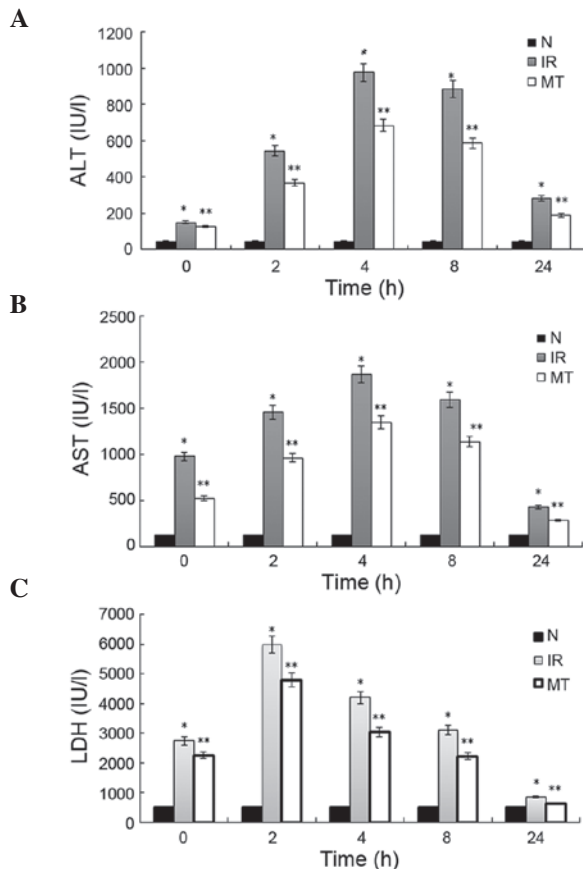 A
ALT (IU/l)
1200
1000
800
600
400
200
0
N
IR
MT
* ** * ** * ** * ** * **
0 2 4 8 24
Time (h)
B
AST (IU/l)
2500
2000
1500
1000
500
0
N
IR
MT
* ** * ** * ** * ** * **
0 2 4 8 24
Time (h)
C
LDH (IU/l)
7000
6000
5000
4000
3000
2000
1000
0
N
IR
MT
* ** * ** * ** * ** * **
0 2 4 8 24
Time (h)